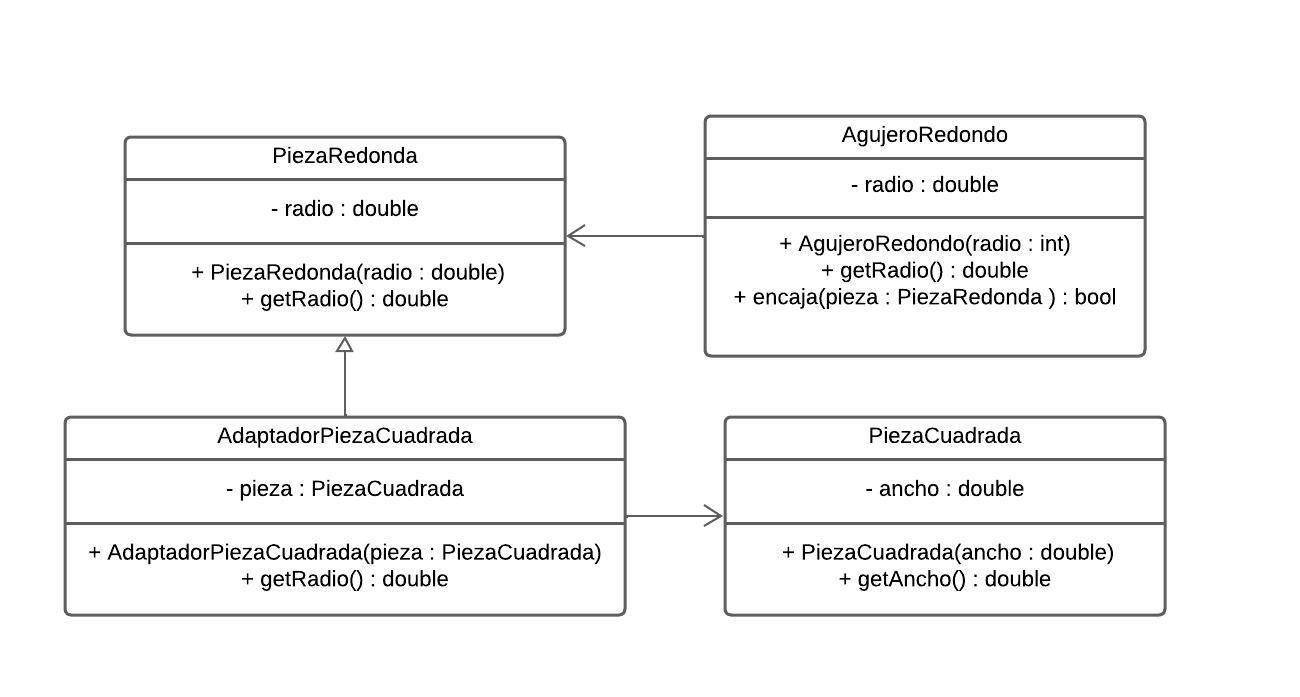 PiezaRedonda
- radio : double
+ PiezaRedonda(radio : double)
+ getRadio() : double
AgujeroRedondo
- radio : double
+ AgujeroRedondo(radio : int)
+ getRadio() : double
+ encaja(pieza : PiezaRedonda ) : bool
AdaptadorPiezaCuadrada
- pieza : PiezaCuadrada
+ AdaptadorPiezaCuadrada(pieza : PiezaCuadrada)
+ getRadio() : double
PiezaCuadrada
- ancho : double
+ PiezaCuadrada(ancho : double)
+ getAncho() : double